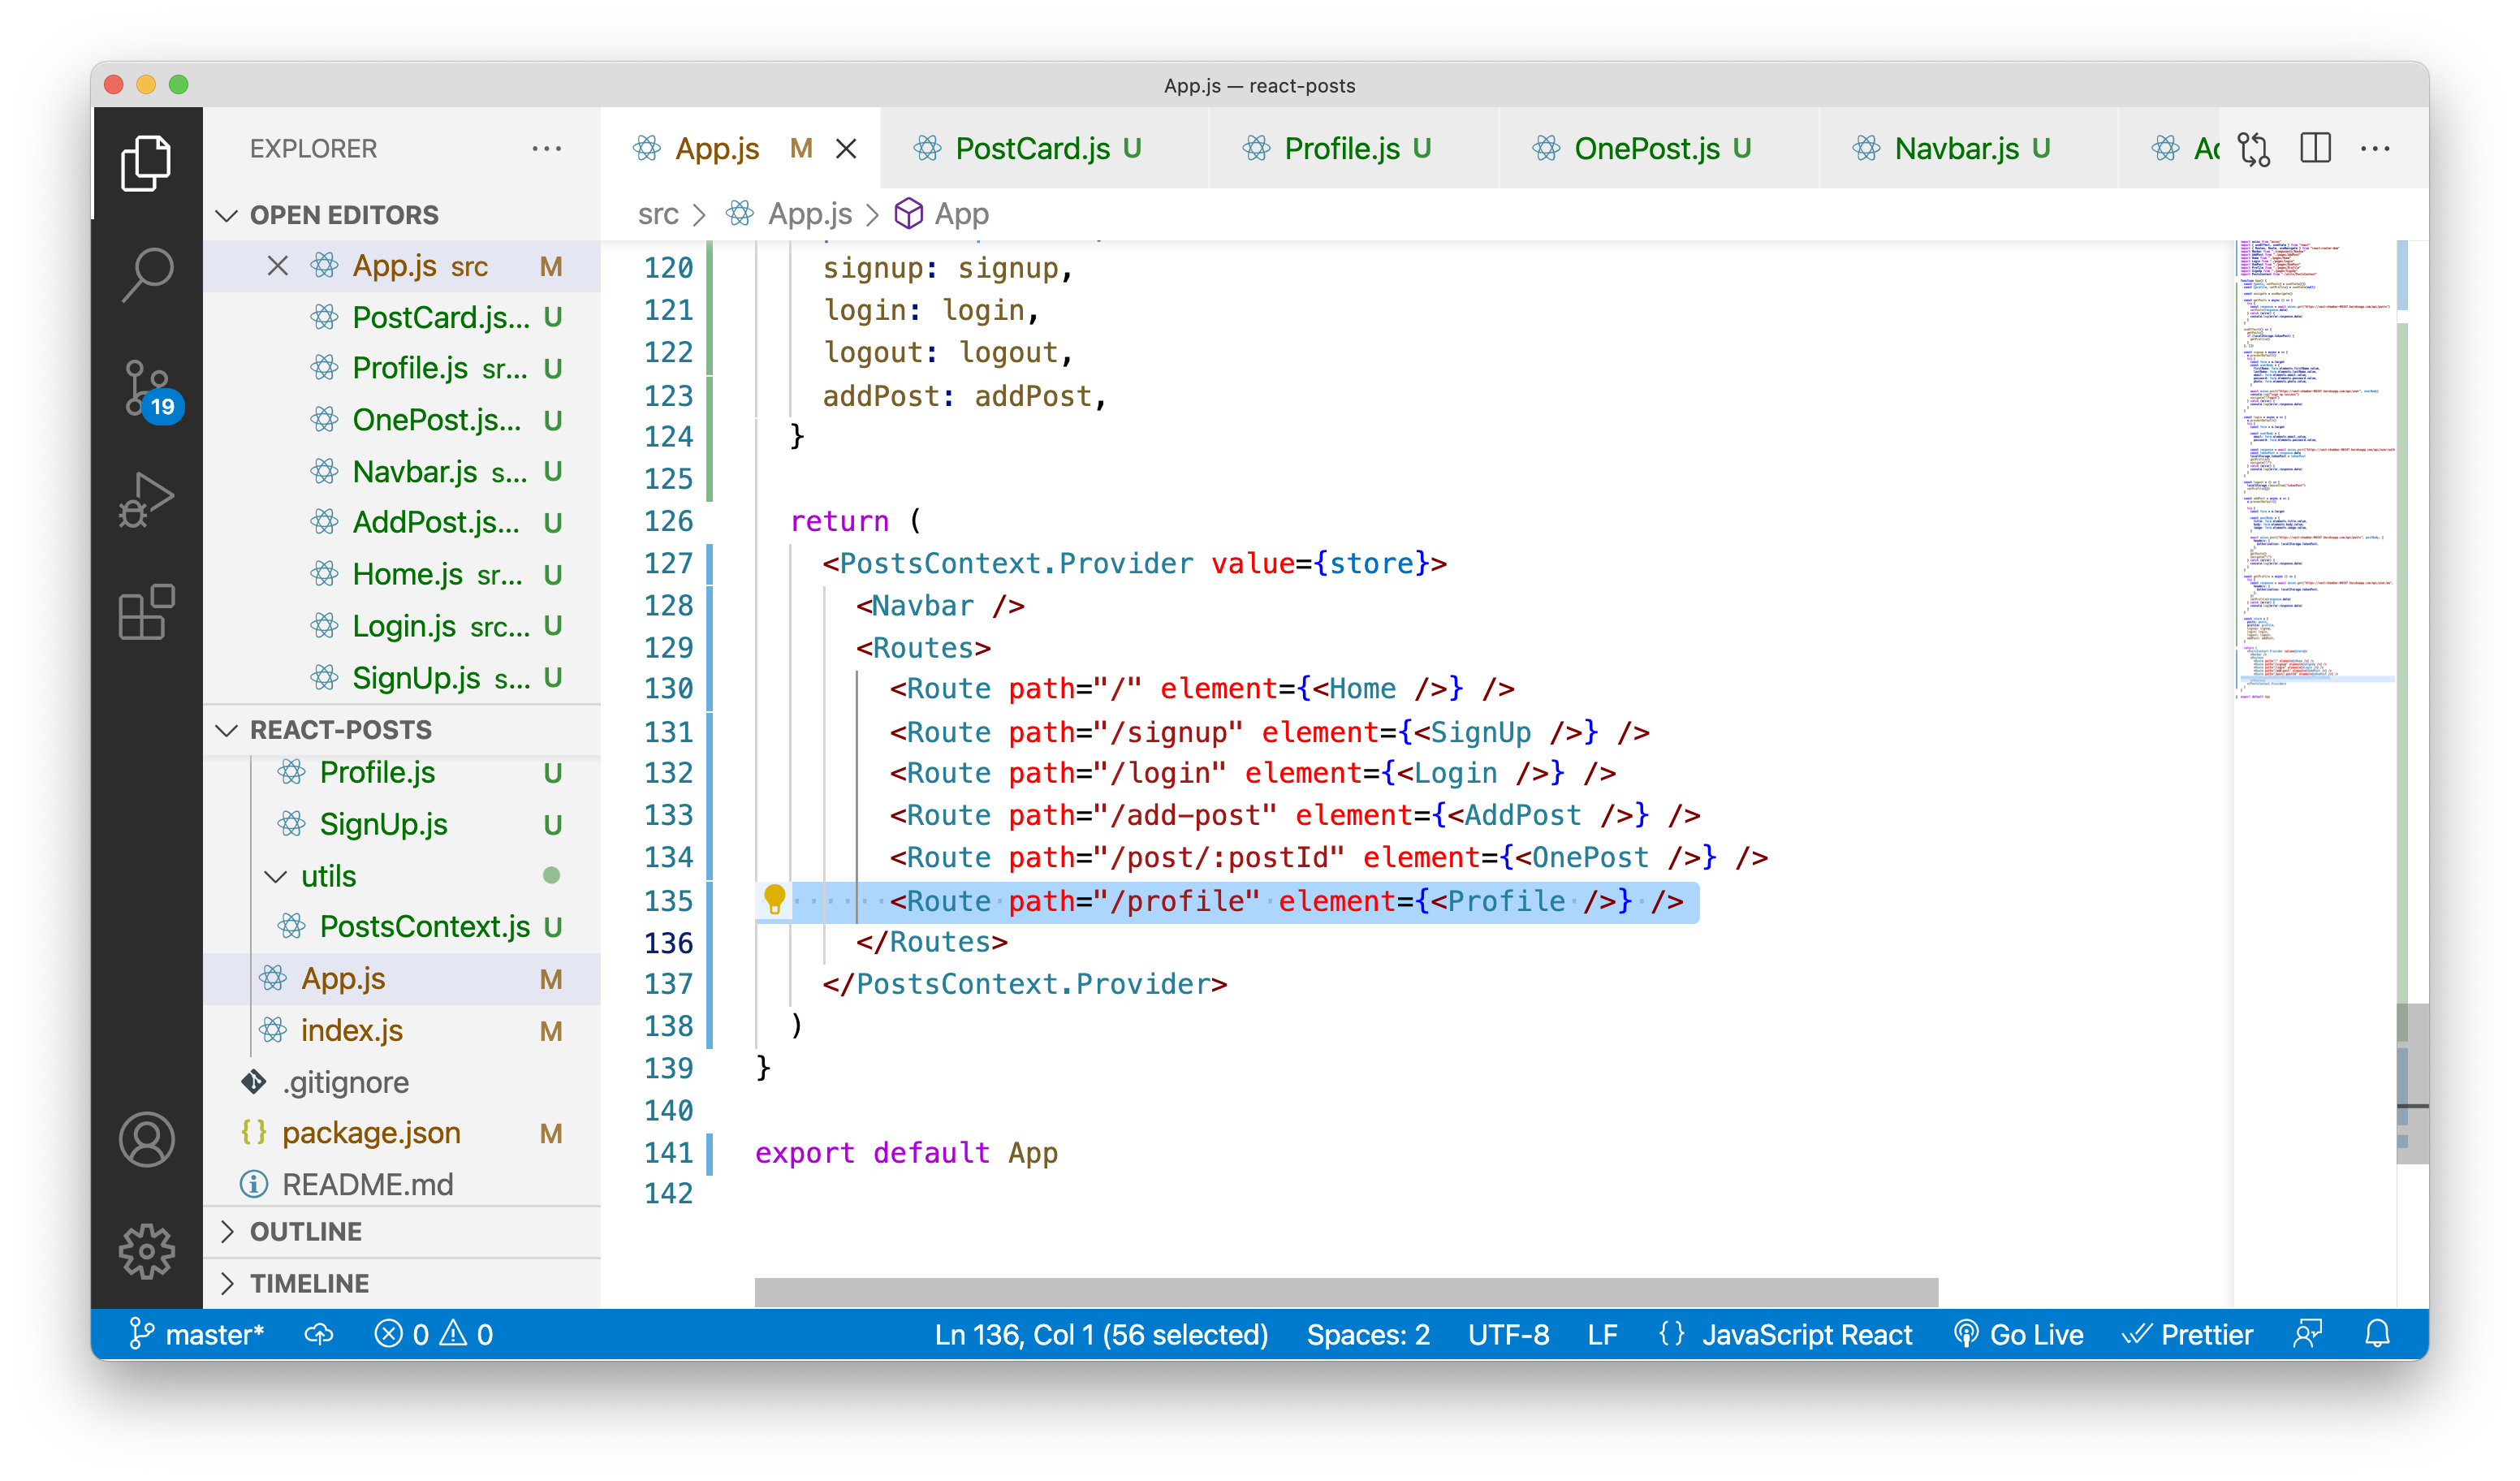 App.js — react-posts
EXPLORER
App.js M
PostCard.js U
Profile.js U
OnePost.js U
Navbar.js U
OPEN EDITORS
App.js src M
PostCard.js... U
Profile.js sr... U
OnePost.js... U
Navbar.js s... U
AddPost.js... U
Home.js sr... U
Login.js src... U
SignUp.js s... U
REACT-POSTS
Profile.js U
SignUp.js U
utils
PostsContext.js U
App.js M
index.js M
.gitignore
package.json M
README.md
OUTLINE
TIMELINE
19
src > App.js > App
120 signup: signup,
121 login: login,
122 logout: logout,
123 addPost: addPost,
124 }
125
126 return (
127 <PostsContext.Provider value={store}>
128 <Navbar />
129 <Routes>
130 <Route path="/" element={<Home />} />
131 <Route path="/signup" element={<SignUp />} />
132 <Route path="/login" element={<Login />} />
133 <Route path="/add-post" element={<AddPost />} />
134 <Route path="/post/:postId" element={<OnePost />} />
135 <Route path="/profile" element={<Profile />} />
136 </Routes>
137 </PostsContext.Provider>
138 )
139 }
140
141 export default App
142
master* 0 0 Ln 136, Col 1 (56 selected) Spaces: 2 UTF-8 LF {} JavaScript React Go Live Prettier